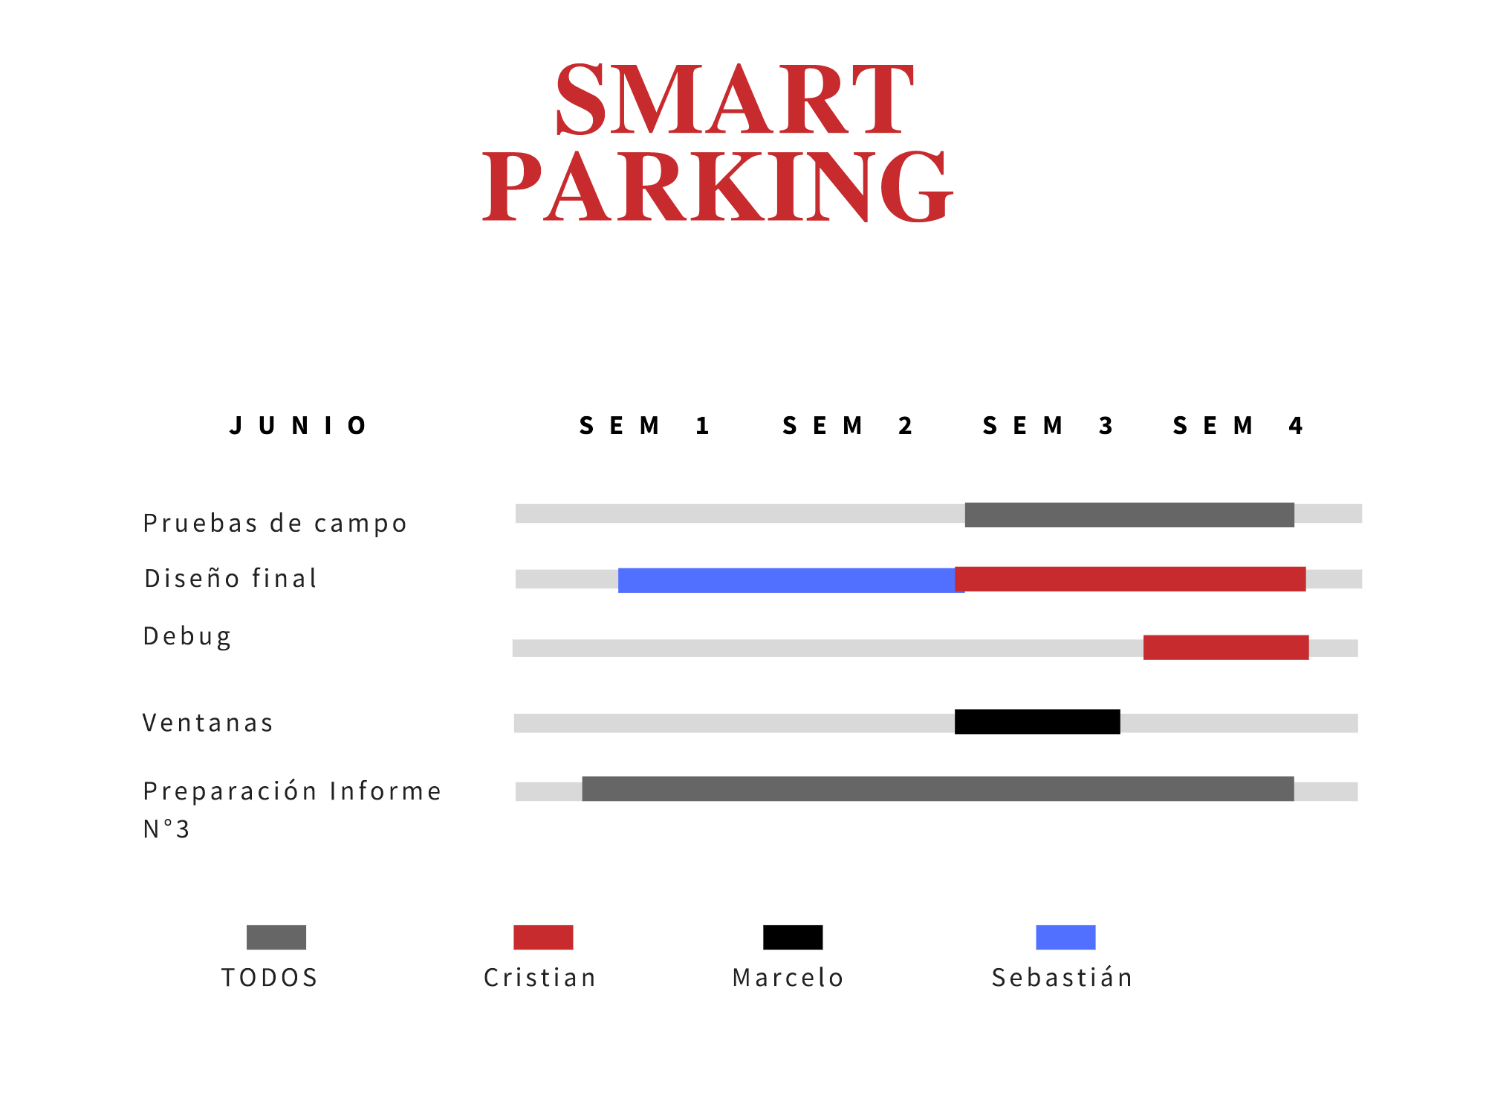 SMART
PARKING
JUNIO SEM 1 SEM 2 SEM 3 SEM 4
Pruebas de campo
Diseño final
Debug
Ventanas
Preparación Informe
N°3
TODOS Cristian Marcelo Sebastián